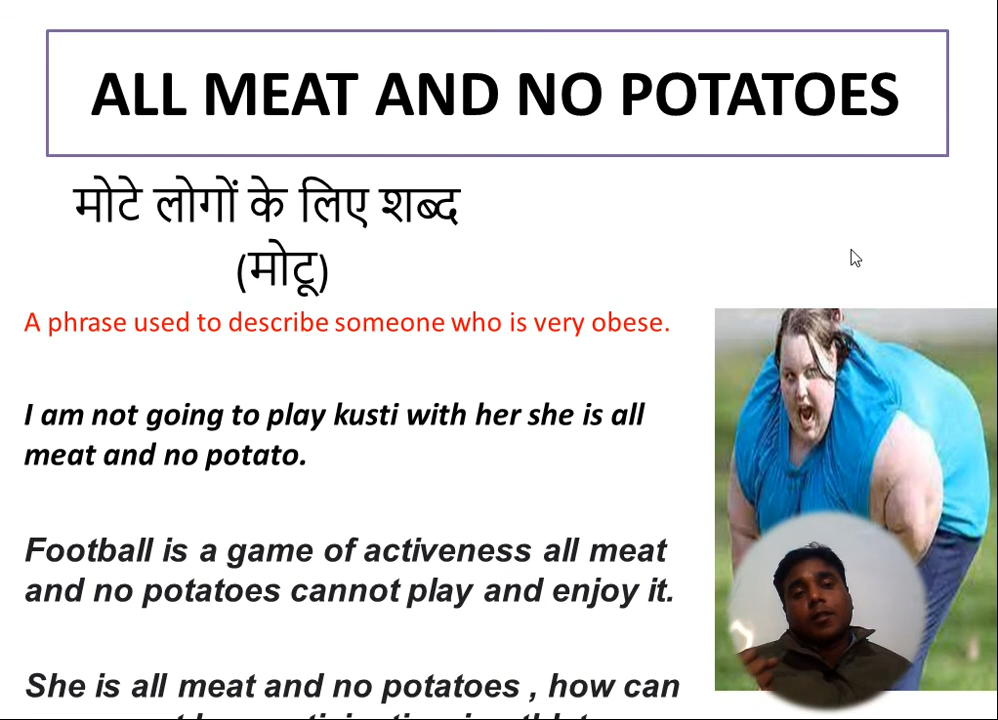 ALL MEAT AND NO POTATOES
मोटे लोगों के लिए शब्द
(मोटू)
A phrase used to describe someone who is very obese.
I am not going to play kusti with her she is all
meat and no potato.
Football is a game of activeness all meat
and no potatoes cannot play and enjoy it.
She is all meat and no potatoes , how can